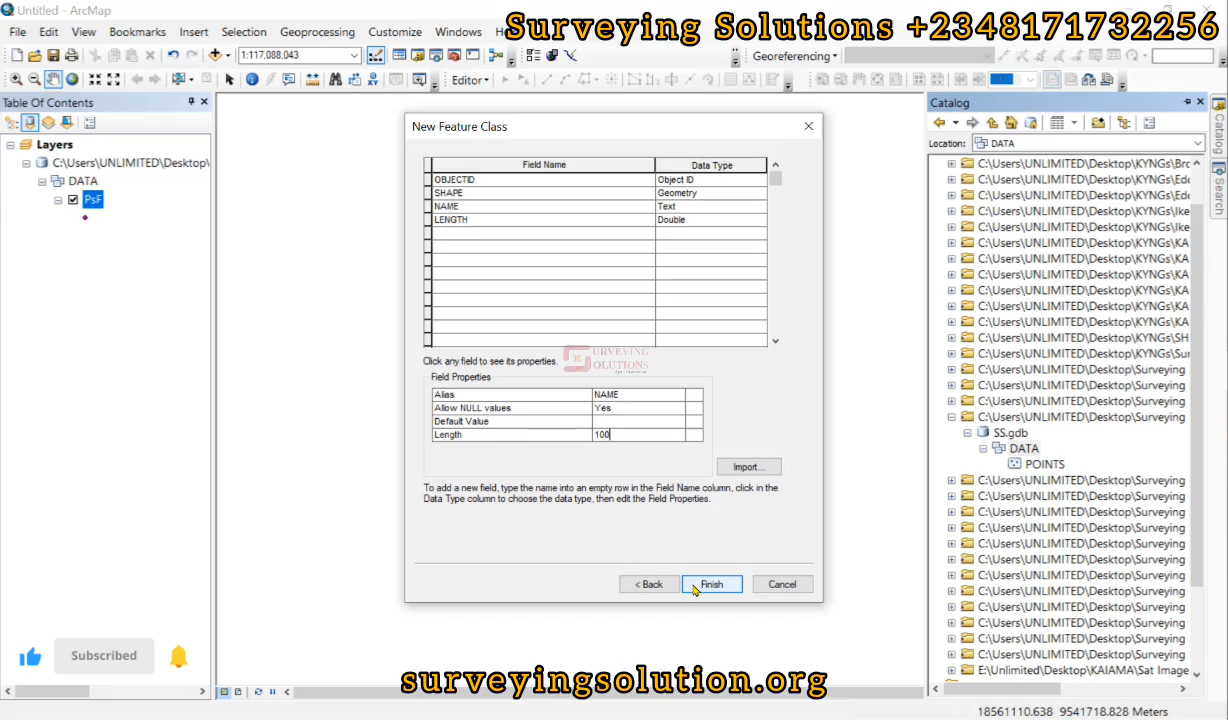 Untitled - ArcMap
File Edit View Bookmarks Insert Selection Geoprocessing Customize Windows
Surveying Solutions +2348171732256
1:117,088,043
Georeferencing
Editor
Table Of Contents
Layers
C:\Users\UNLIMITED\Desktop\
DATA
PsF
New Feature Class
Field Name Data Type
OBJECTID Object ID
SHAPE Geometry
NAME Text
LENGTH Double
URVEYING
OLUTIONS
Click any field to see its properties.
Field Properties
Alias NAME
Allow NULL values Yes
Default Value
Length 100
Import...
To add a new field, type the name into an empty row in the Field Name column, click in the
Data Type column to choose the data type, then edit the Field Properties.
< Back Finish Cancel
Catalog
Location: DATA
C:\Users\UNLIMITED\Desktop\KYNGs\Bro
C:\Users\UNLIMITED\Desktop\KYNGs\Edo
C:\Users\UNLIMITED\Desktop\KYNGs\Edo
C:\Users\UNLIMITED\Desktop\KYNGs\Ike
C:\Users\UNLIMITED\Desktop\KYNGs\Ike
C:\Users\UNLIMITED\Desktop\KYNGs\KA
C:\Users\UNLIMITED\Desktop\KYNGs\KA
C:\Users\UNLIMITED\Desktop\KYNGs\KA
C:\Users\UNLIMITED\Desktop\KYNGs\KA
C:\Users\UNLIMITED\Desktop\KYNGs\KA
C:\Users\UNLIMITED\Desktop\KYNGs\KA
C:\Users\UNLIMITED\Desktop\KYNGs\SH
C:\Users\UNLIMITED\Desktop\KYNGs\Sur
C:\Users\UNLIMITED\Desktop\Surveying
C:\Users\UNLIMITED\Desktop\Surveying
C:\Users\UNLIMITED\Desktop\Surveying
C:\Users\UNLIMITED\Desktop\Surveying
SS.gdb
DATA
POINTS
C:\Users\UNLIMITED\Desktop\Surveying
C:\Users\UNLIMITED\Desktop\Surveying
C:\Users\UNLIMITED\Desktop\Surveying
C:\Users\UNLIMITED\Desktop\Surveying
C:\Users\UNLIMITED\Desktop\Surveying
C:\Users\UNLIMITED\Desktop\Surveying
C:\Users\UNLIMITED\Desktop\Surveying
C:\Users\UNLIMITED\Desktop\Surveying
C:\Users\UNLIMITED\Desktop\Surveying
C:\Users\UNLIMITED\Desktop\Surveying
C:\Users\UNLIMITED\Desktop\Surveying
C:\Users\UNLIMITED\Desktop\Surveying
E:\Unlimited\Desktop\KAIAMA\Sat Image
Catalog
Search
Subscribed
surveyingsolution.org
18561110.638 9541718.828 Meters